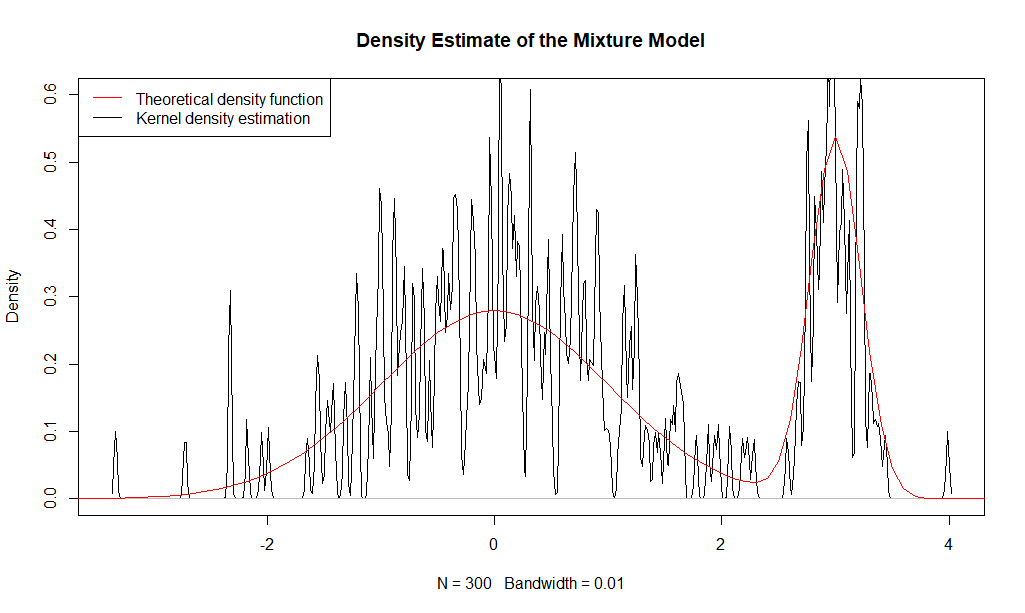 Density Estimate of the Mixture Model
Theoretical density function
Kernel density estimation
0.6
0.5
0.4
0.3
0.2
0.1
0.0
Density
-2
0
2
4
N = 300 Bandwidth = 0.01